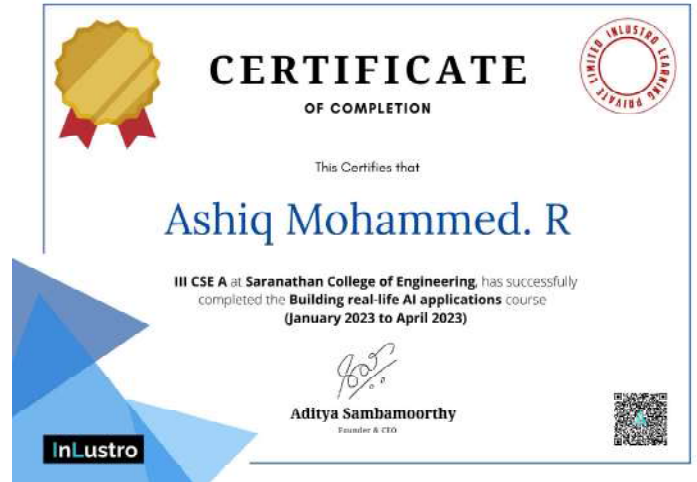 CERTIFICATE
OF COMPLETION
INLUSTRO LEARNING PRIVATE LIMITED
This Certifies that
Ashiq Mohammed. R
III CSE A at Saranathan College of Engineering, has successfully
completed the Building real-life AI applications course
(January 2023 to April 2023)
Aditya Sambamoorthy
Founder & CEO
InLustro